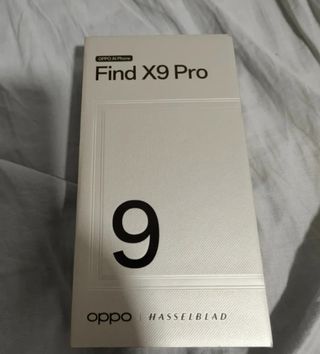 OPPO AI Phone
Find X9 Pro
9
oppo | HASSELBLAD